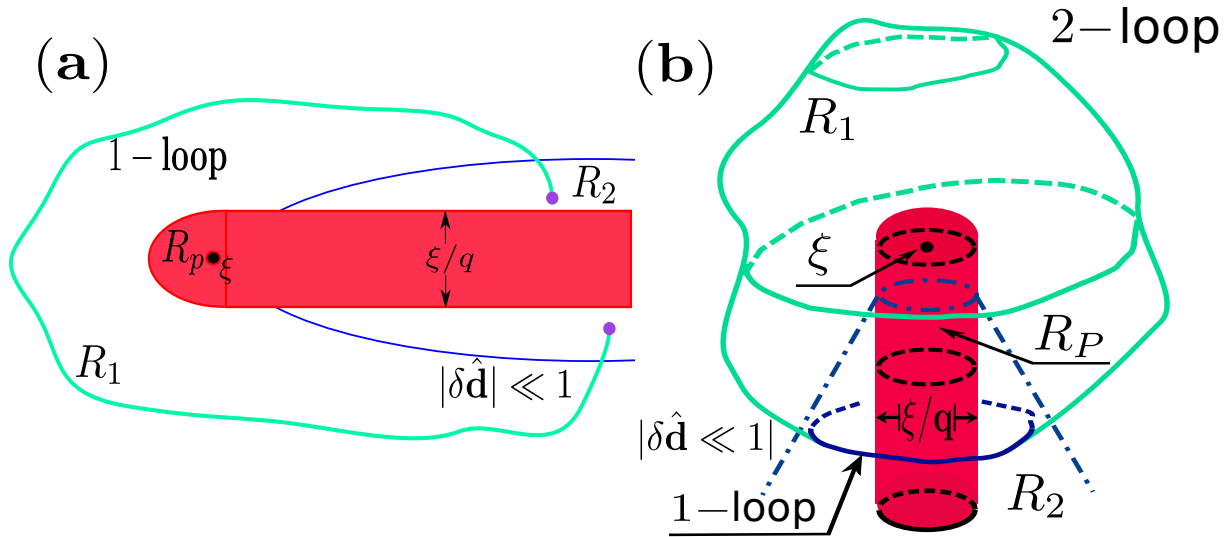 (a)
1 – loop
R_2
R_p
ξ
ξ/q
R_1
|δd̂| ≪ 1
(b)
2 – loop
R_1
ξ
R_P
ξ/q
|δd̂ ≪ 1|
R_2
1 – loop